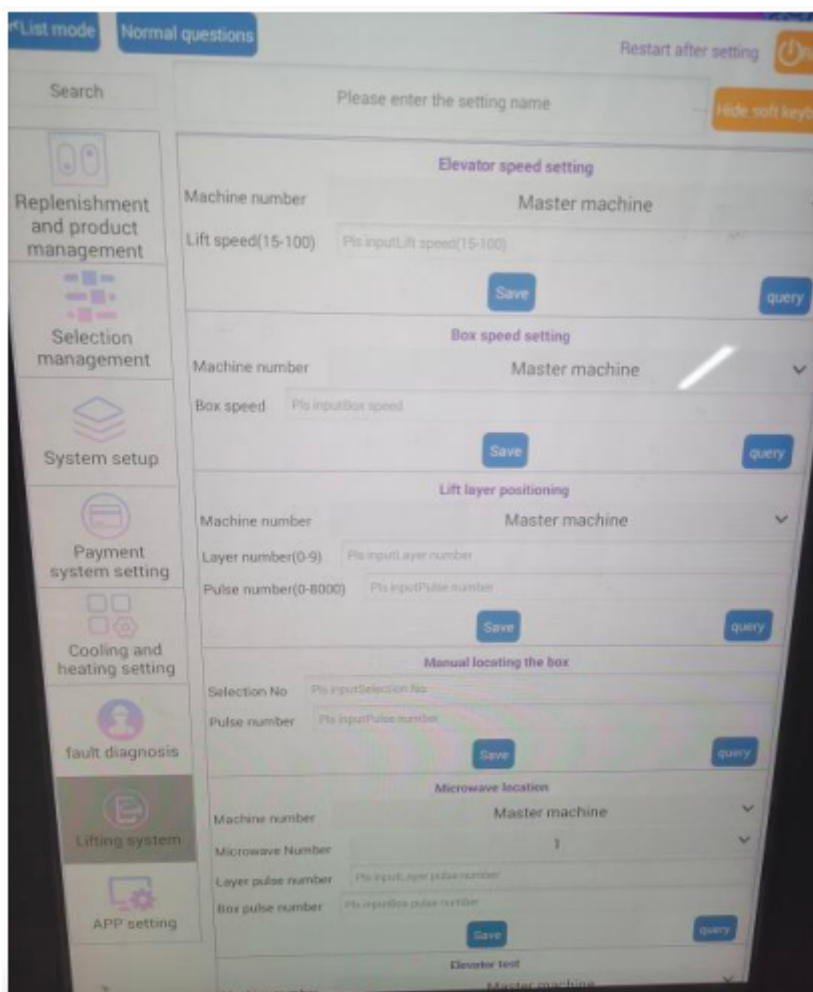 List mode
Normal questions
Restart after setting
Search
Please enter the setting name
Hide soft keyb
Replenishment
and product
management
Selection
management
System setup
Payment
system setting
Cooling and
heating setting
fault diagnosis
Lifting system
APP setting
Elevator speed setting
Machine number Master machine
Lift speed(15-100) Pls inputLift speed(15-100)
Save query
Box speed setting
Machine number Master machine
Box speed Pls inputBox speed
Save query
Lift layer positioning
Machine number Master machine
Layer number(0-9) Pls inputLayer number
Pulse number(0-8000) Pls inputPulse number
Save query
Manual locating the box
Selection No Pls inputSelection No
Pulse number Pls inputPulse number
Save query
Microwave location
Machine number Master machine
Microwave Number 1
Layer pulse number Pls inputLayer pulse number
Box pulse number Pls inputBox pulse number
Save query
Elevator test
Machine number Master machine